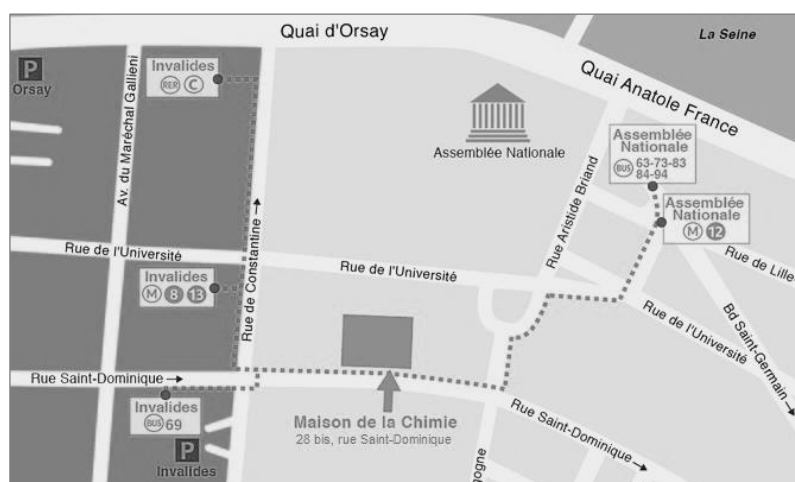 Quai d'Orsay
La Seine
Quai Anatole France
P
Orsay
Av. du Maréchal Gallieni
Invalides
RER C
Assemblée Nationale
Rue Aristide Briand
Assemblée
Nationale
BUS 63-73-83
84-94
Assemblée
Nationale
M 12
Rue de Lille
Rue de l'Université
Rue de Constantine →
Rue de l'Université
Invalides
M 8 13
Rue de l'Université
Bd Saint-Germain →
Rue Saint-Dominique →
Invalides
BUS 69
P
Invalides
Maison de la Chimie
28 bis, rue Saint-Dominique
Rue Saint-Dominique →
ogne